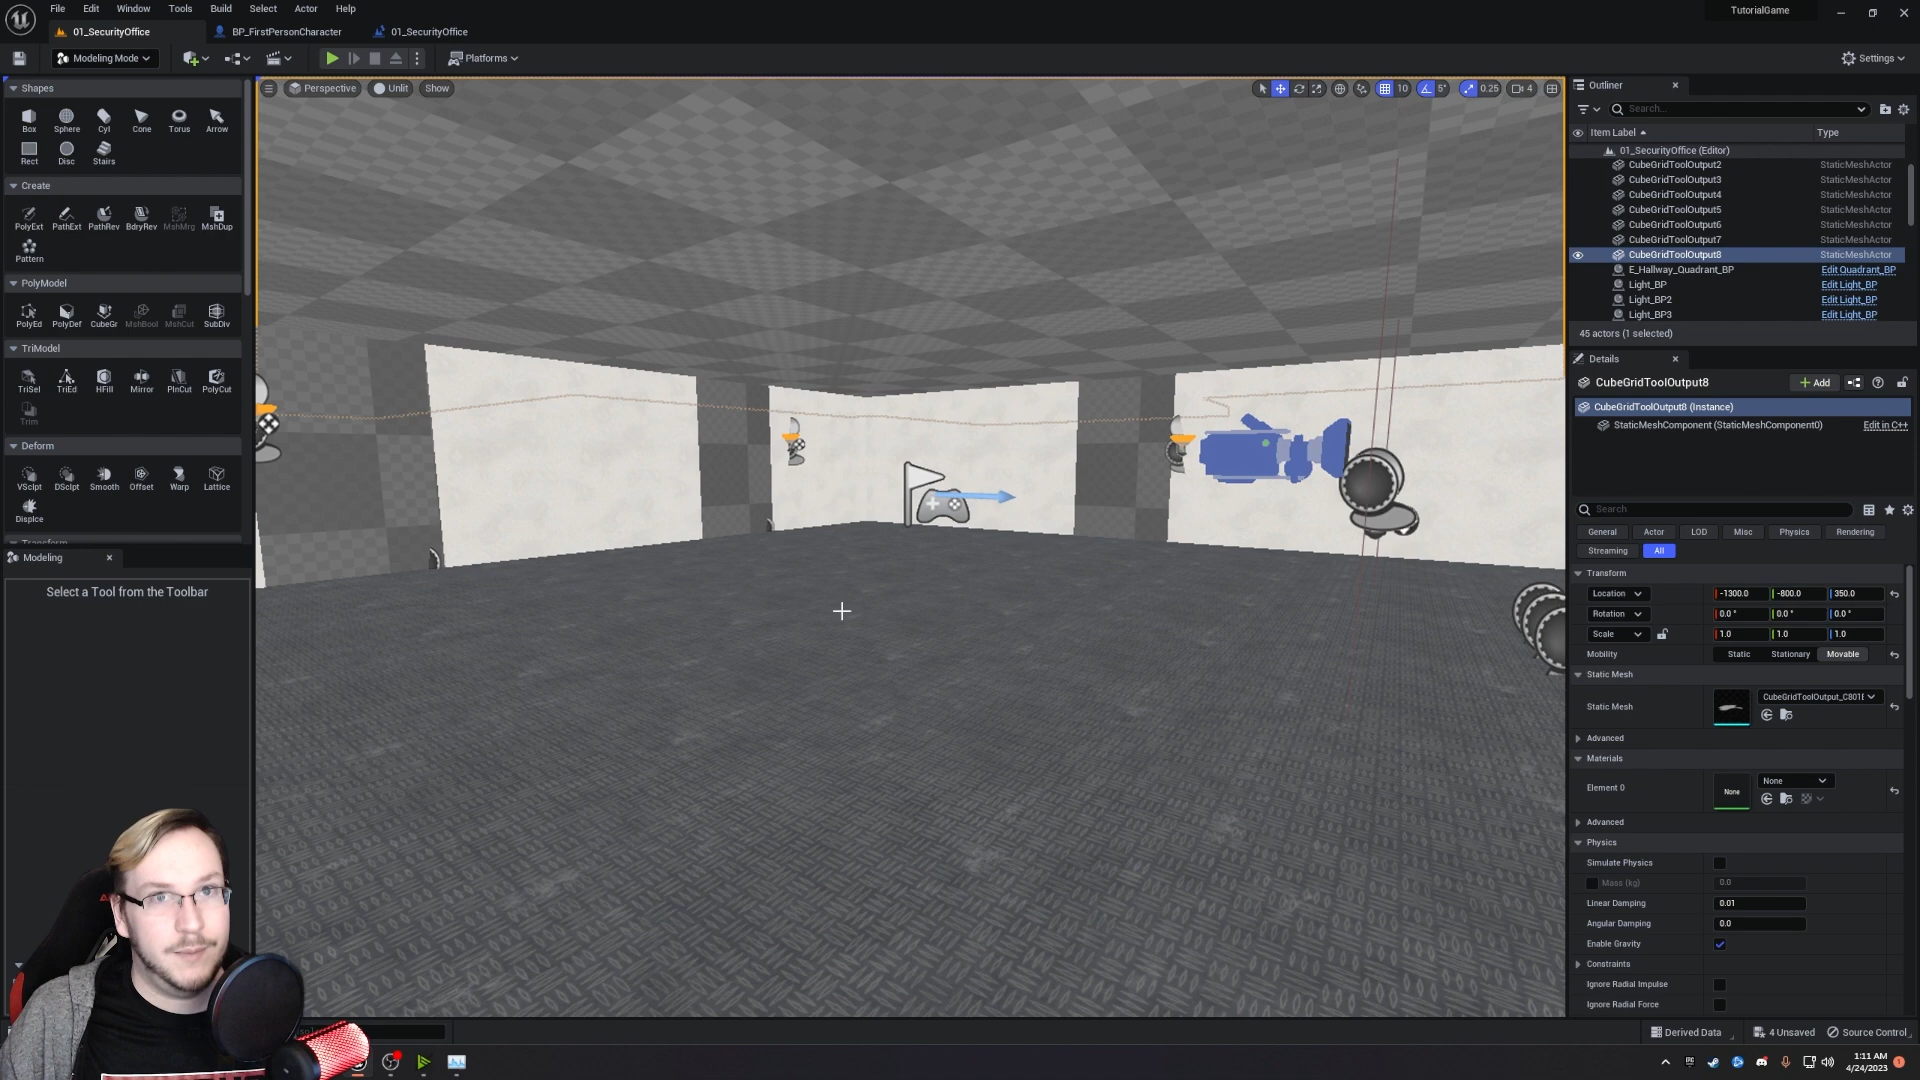 File Edit Window Tools Build Select Actor Help
TutorialGame
01_SecurityOffice
BP_FirstPersonCharacter
01_SecurityOffice
Modeling Mode
Platforms
Settings
Shapes
Box Sphere Cyl Cone Torus Arrow
Rect Disc Stairs
Create
PolyExt PathExt PathRev BdryRev MshMrg MshDup
Pattern
PolyModel
PolyEd PolyDef CubeGr MshBool MshCut SubDiv
TriModel
TriSel TriEd HFill Mirror PlnCut PolyCut
Trim
Deform
VSclpt DSclpt Smooth Offset Warp Lattice
Displce
Transform
Modeling
Select a Tool from the Toolbar
Perspective Unlit Show
10 5° 0.25 4
Outliner
Search...
Item Label Type
01_SecurityOffice (Editor)
CubeGridToolOutput2 StaticMeshActor
CubeGridToolOutput3 StaticMeshActor
CubeGridToolOutput4 StaticMeshActor
CubeGridToolOutput5 StaticMeshActor
CubeGridToolOutput6 StaticMeshActor
CubeGridToolOutput7 StaticMeshActor
CubeGridToolOutput8 StaticMeshActor
E_Hallway_Quadrant_BP Edit Quadrant_BP
Light_BP Edit Light_BP
Light_BP2 Edit Light_BP
Light_BP3 Edit Light_BP
45 actors (1 selected)
Details
CubeGridToolOutput8
Add
CubeGridToolOutput8 (Instance)
StaticMeshComponent (StaticMeshComponent0) Edit in C++
Search
General Actor LOD Misc Physics Rendering
Streaming All
Transform
Location -1300.0 -800.0 350.0
Rotation 0.0 ° 0.0 ° 0.0 °
Scale 1.0 1.0 1.0
Mobility Static Stationary Movable
Static Mesh
Static Mesh CubeGridToolOutput_C801E
Advanced
Materials
Element 0 None None
Advanced
Physics
Simulate Physics
Mass (kg) 0.0
Linear Damping 0.01
Angular Damping 0.0
Enable Gravity
Constraints
Ignore Radial Impulse
Ignore Radial Force
Derived Data 4 Unsaved Source Control
1:11 AM
4/24/2023
1